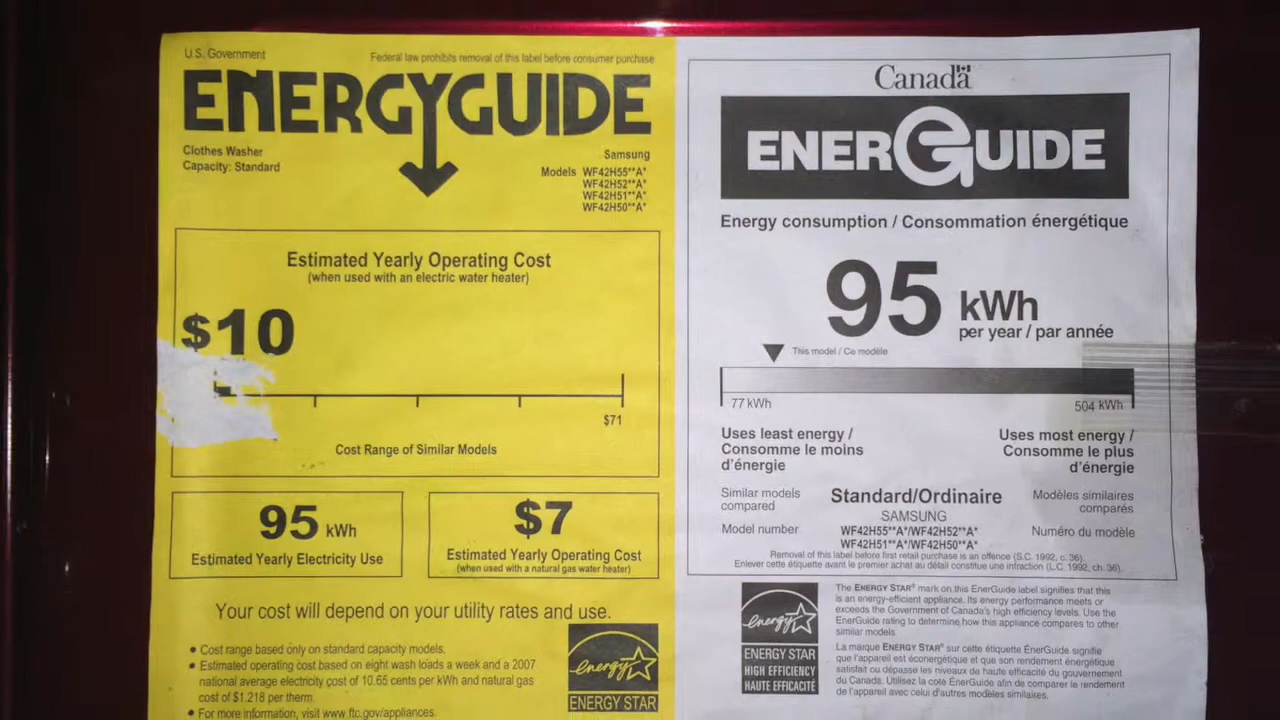 U.S. Government
Federal law prohibits removal of this label before consumer purchase
ENERGYGUIDE
Clothes Washer
Capacity: Standard
Samsung
Models WF42H55**A*
WF42H52**A*
WF42H51**A*
WF42H50**A*
Estimated Yearly Operating Cost
(when used with an electric water heater)
$10
$71
Cost Range of Similar Models
95 kWh
Estimated Yearly Electricity Use
$7
Estimated Yearly Operating Cost
(when used with a natural gas water heater)
Your cost will depend on your utility rates and use.
• Cost range based only on standard capacity models.
• Estimated operating cost based on eight wash loads a week and a 2007
national average electricity cost of 10.65 cents per kWh and natural gas
cost of $1.218 per therm.
• For more information, visit www.ftc.gov/appliances.
energy
ENERGY STAR
Canada
ENERGUIDE
Energy consumption / Consommation énergétique
95 kWh
per year / par année
This model / Ce modèle
77 kWh
504 kWh
Uses least energy /
Consomme le moins
d'énergie
Uses most energy /
Consomme le plus
d'énergie
Similar models
compared
Standard/Ordinaire
SAMSUNG
Modèles similaires
comparés
Model number
WF42H55**A*/WF42H52**A*
WF42H51**A*/WF42H50**A*
Numéro du modèle
Removal of this label before first retail purchase is an offence (S.C. 1992, c. 36).
Enlever cette étiquette avant le premier achat au détail constitue une infraction (L.C. 1992, ch. 36).
energy
ENERGY STAR
HIGH EFFICIENCY
HAUTE EFFICACITÉ
The ENERGY STAR® mark on this EnerGuide label signifies that this
is an energy-efficient appliance. Its energy performance meets or
exceeds the Government of Canada's high efficiency levels. Use the
EnerGuide rating to determine how this appliance compares to other
similar models.
La marque ENERGY STAR® sur cette étiquette ÉnerGuide signifie
que l'appareil est éconergétique et que son rendement énergétique
satisfait ou dépasse les niveaux de haute efficacité du gouvernement
du Canada. Utilisez la cote ÉnerGuide afin de comparer le rendement
de l'appareil avec celui d'autres modèles similaires.